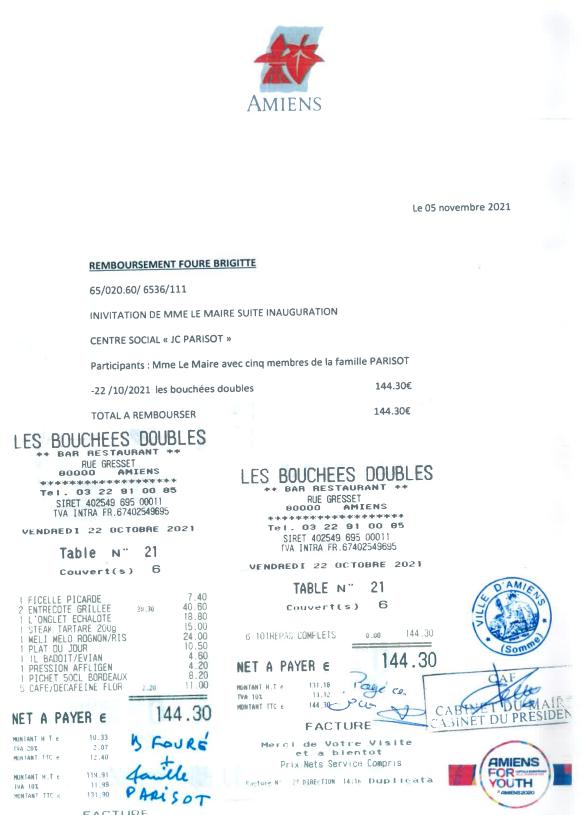 AMIENS
Le 05 novembre 2021
REMBOURSEMENT FOURE BRIGITTE
65/020.60/ 6536/111
INIVITATION DE MME LE MAIRE SUITE INAUGURATION
CENTRE SOCIAL « JC PARISOT »
Participants : Mme Le Maire avec cinq membres de la famille PARISOT
-22 /10/2021 les bouchées doubles 144.30€
TOTAL A REMBOURSER 144.30€
LES BOUCHEES DOUBLES
** BAR RESTAURANT **
RUE GRESSET
80000 AMIENS
*******************
Tel. 03 22 91 00 85
SIRET 402549 695 00011
TVA INTRA FR.67402549695
VENDREDI 22 OCTOBRE 2021
Table N° 21
Couvert(s) 6
1 FICELLE PICARDE 7.40
2 ENTRECOTE GRILLEE 20.30 40.60
1 L'ONGLET ECHALOTE 18.80
1 STEAK TARTARE 200g 15.00
1 MELI MELO ROGNON/RIS 24.00
1 PLAT DU JOUR 10.50
1 1L BADOIT/EVIAN 4.60
1 PRESSION AFFLIGEN 4.20
1 PICHET 50CL BORDEAUX 8.20
5 CAFE/DECAFEINE FLOR 2.20 11.00
NET A PAYER € 144.30
MONTANT H.T € 10.33
TVA 20% 2.07
MONTANT TTC € 12.40
MONTANT H.T € 119.91
TVA 10% 11.99
MONTANT TTC € 131.90
FACTURE
B FOURÉ
+
famille
PARISOT
LES BOUCHEES DOUBLES
** BAR RESTAURANT **
RUE GRESSET
80000 AMIENS
*******************
Tel. 03 22 91 00 85
SIRET 402549 695 00011
TVA INTRA FR.67402549695
VENDREDI 22 OCTOBRE 2021
TABLE N° 21
Couvert(s) 6
6 REPAS COMPLETS 0.00 144.30
NET A PAYER € 144.30
MONTANT H.T € 131.18
TVA 10% 13.12
MONTANT TTC € 144.30
FACTURE
Merci de Votre Visite
et a bientot
Prix Nets Service Compris
Facture N° DIRECTION 14:16 Duplicata
VILLE D'AMIENS
(Somme)
CAF
CABINET DU MAIR
CABINET DU PRESIDEN
AMIENS
FOR
YOUTH
AMIENS2020